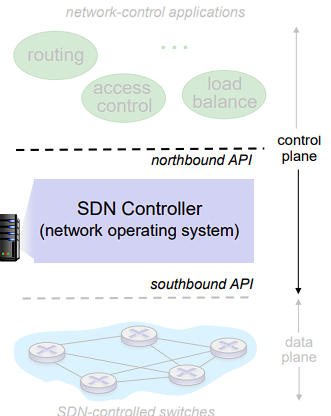 network-control applications
routing
...
access
control
load
balance
control
plane
northbound API
SDN Controller
(network operating system)
southbound API
data
plane
SDN-controlled switches